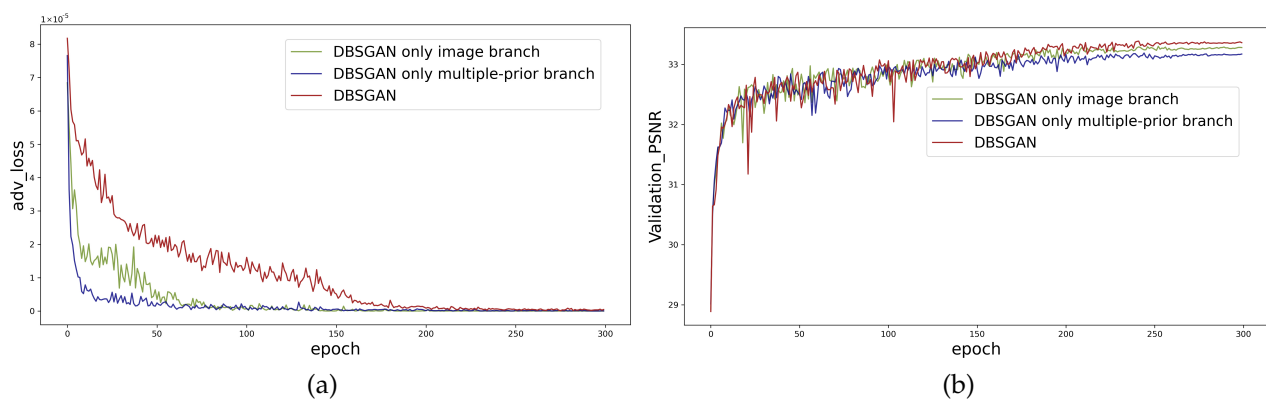 1×10⁻⁵
8
7
6
5
4
3
2
1
0
adv_loss
DBSGAN only image branch
DBSGAN only multiple-prior branch
DBSGAN
0 50 100 150 200 250 300
epoch
(a)
33
32
31
30
29
Validation_PSNR
DBSGAN only image branch
DBSGAN only multiple-prior branch
DBSGAN
0 50 100 150 200 250 300
epoch
(b)